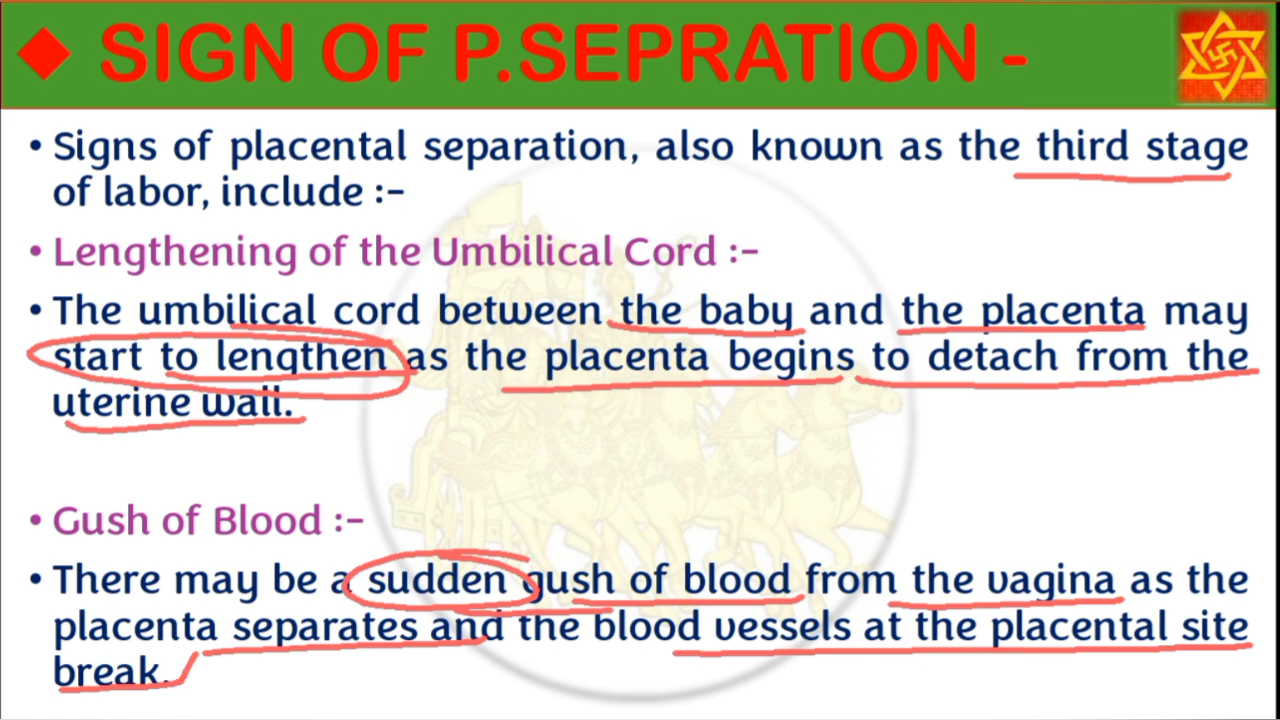 ◆ SIGN OF P.SEPRATION -
• Signs of placental separation, also known as the third stage
of labor, include :-
• Lengthening of the Umbilical Cord :-
• The umbilical cord between the baby and the placenta may
start to lengthen as the placenta begins to detach from the
uterine wall.
• Gush of Blood :-
• There may be a sudden gush of blood from the vagina as the
placenta separates and the blood vessels at the placental site
break.